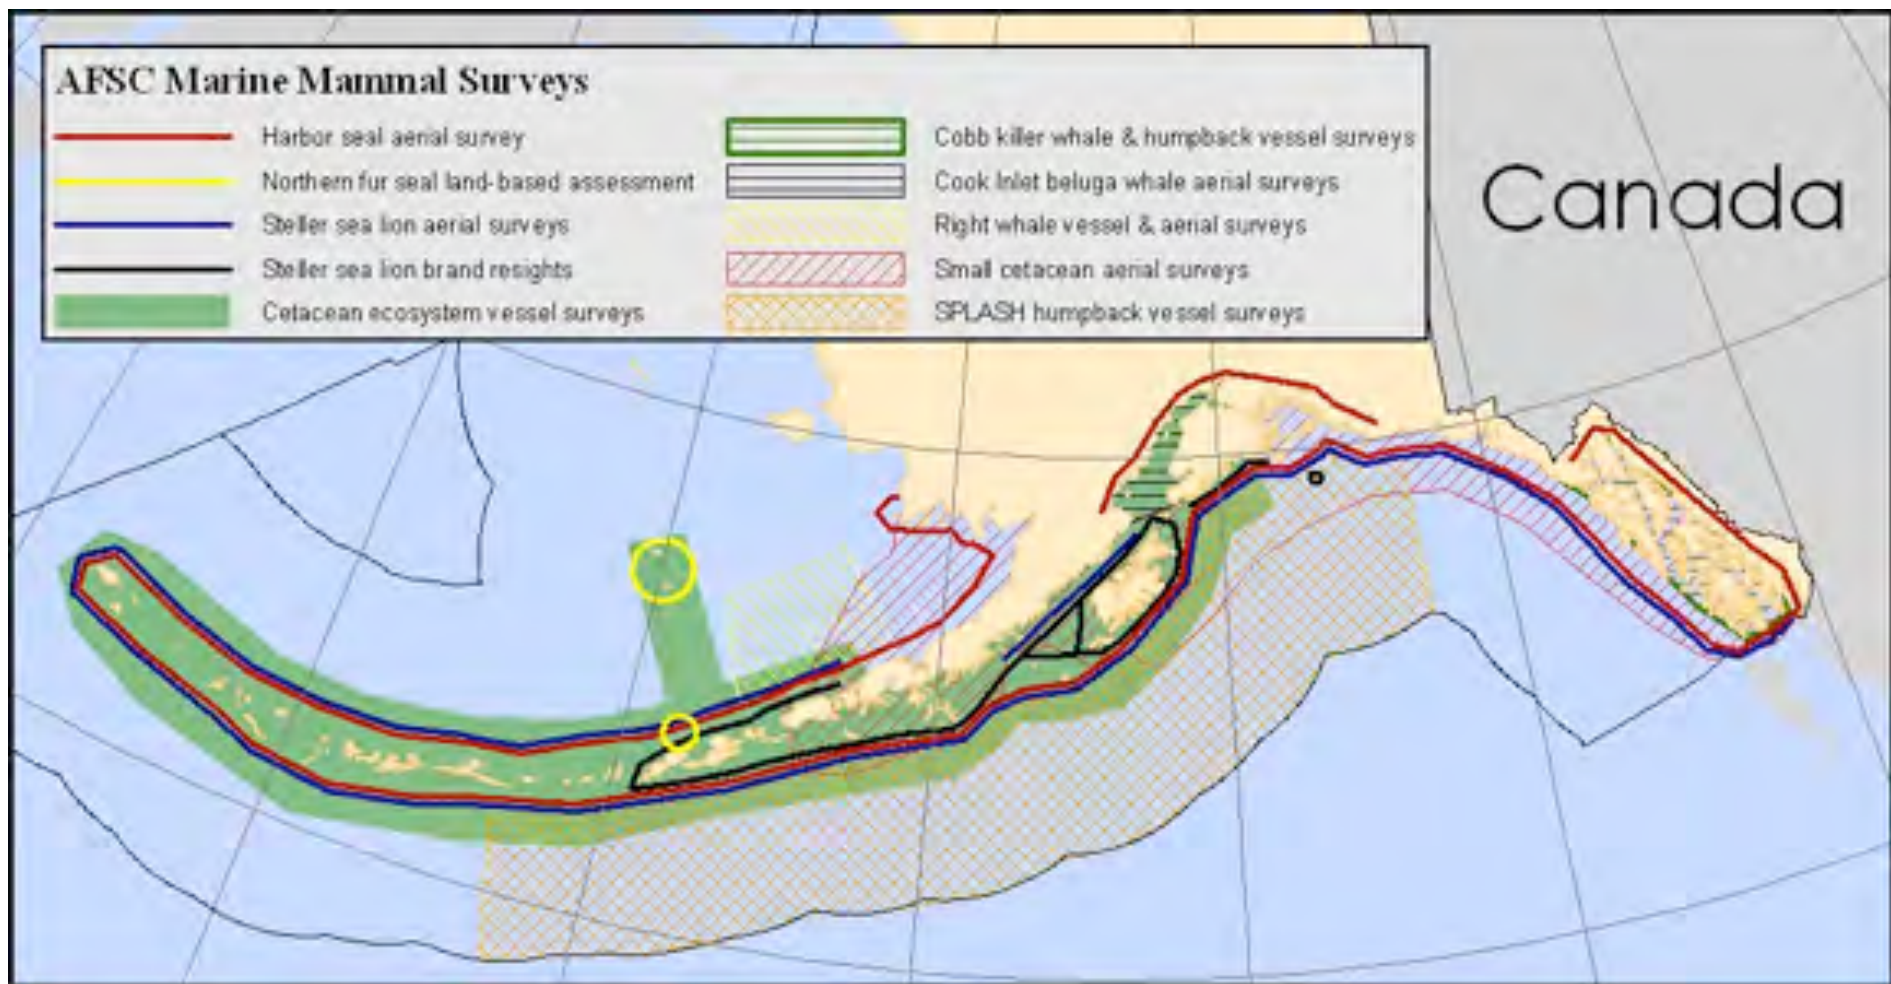 AFSC Marine Mammal Surveys
Harbor seal aerial survey
Northern fur seal land-based assessment
Steller sea lion aerial surveys
Steller sea lion brand resights
Cetacean ecosystem vessel surveys
Cobb killer whale & humpback vessel surveys
Cook Inlet beluga whale aerial surveys
Right whale vessel & aerial surveys
Small cetacean aerial surveys
SPLASH humpback vessel surveys
Canada